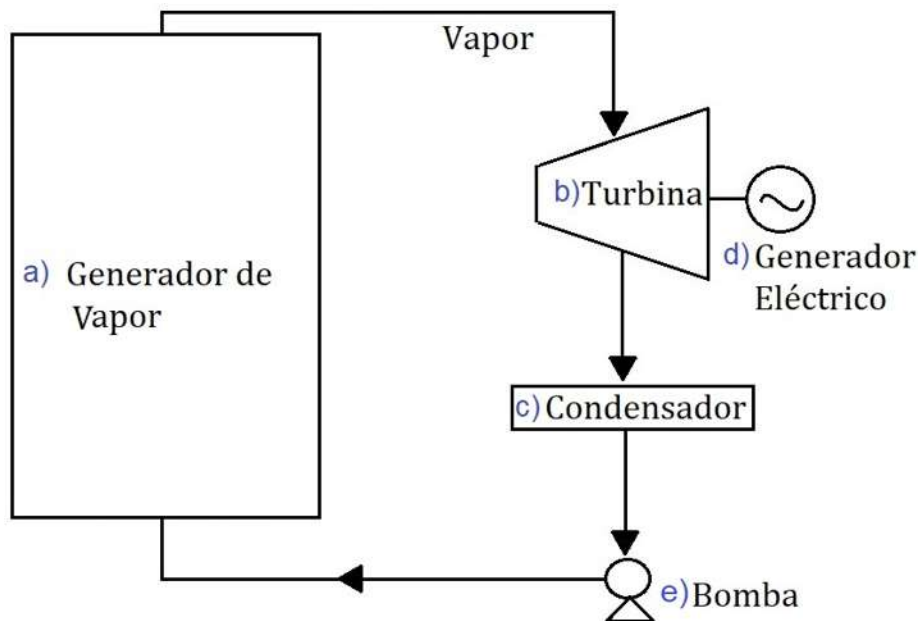 Vapor
b) Turbina
a) Generador de
Vapor
d) Generador
Eléctrico
c) Condensador
e) Bomba